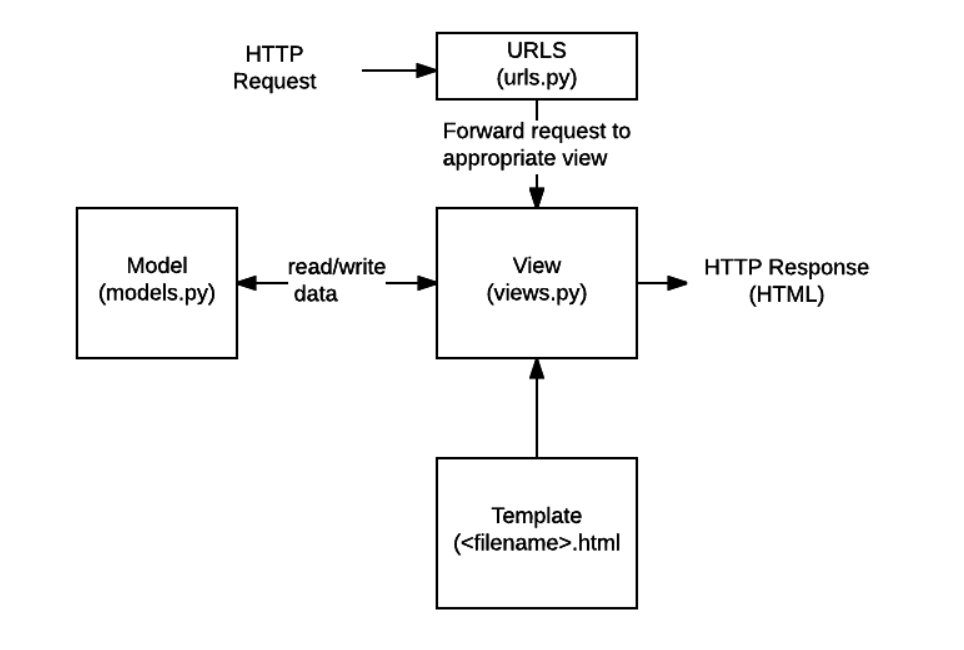 HTTP
Request
URLS
(urls.py)
Forward request to
appropriate view
Model
(models.py)
read/write
data
View
(views.py)
HTTP Response
(HTML)
Template
(<filename>.html